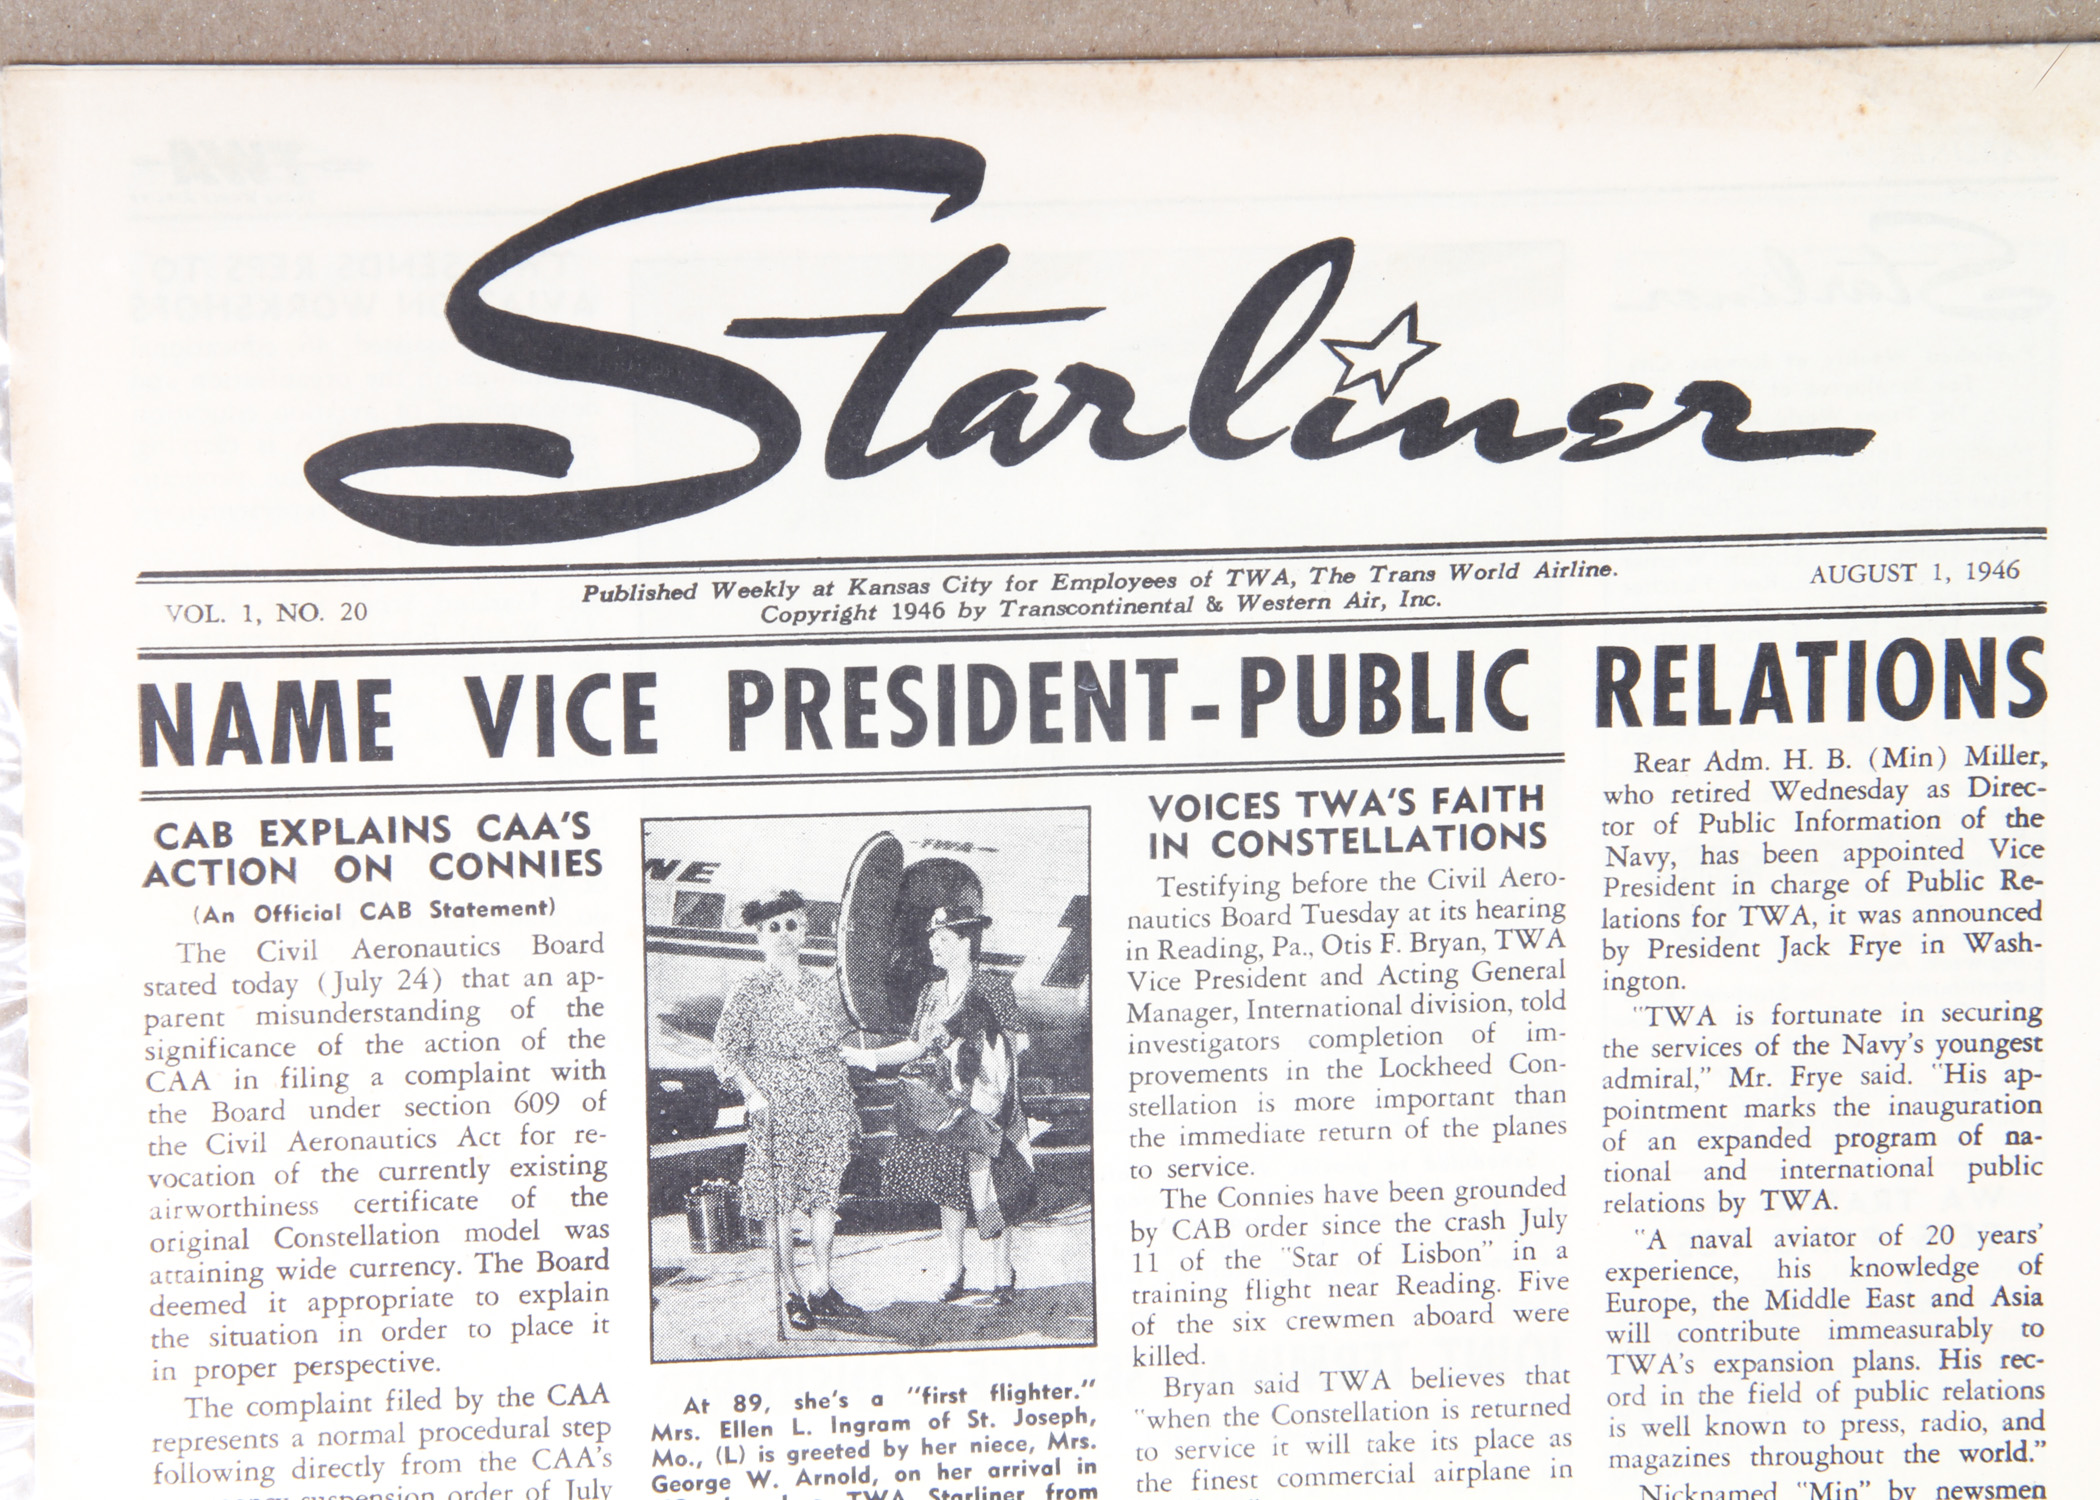 Starliner
VOL. 1, NO. 20
Published Weekly at Kansas City for Employees of TWA, The Trans World Airline.
Copyright 1946 by Transcontinental & Western Air, Inc.
AUGUST 1, 1946
NAME VICE PRESIDENT-PUBLIC RELATIONS
CAB EXPLAINS CAA'S
ACTION ON CONNIES
(An Official CAB Statement)
The Civil Aeronautics Board
stated today (July 24) that an ap-
parent misunderstanding of the
significance of the action of the
CAA in filing a complaint with
the Board under section 609 of
the Civil Aeronautics Act for re-
vocation of the currently existing
airworthiness certificate of the
original Constellation model was
attaining wide currency. The Board
deemed it appropriate to explain
the situation in order to place it
in proper perspective.
The complaint filed by the CAA
represents a normal procedural step
following directly from the CAA's
suspension order of July
NE
TWA
At 89, she's a "first flighter."
Mrs. Ellen L. Ingram of St. Joseph,
Mo., (L) is greeted by her niece, Mrs.
George W. Arnold, on her arrival in
TWA Starliner from
VOICES TWA'S FAITH
IN CONSTELLATIONS
Testifying before the Civil Aero-
nautics Board Tuesday at its hearing
in Reading, Pa., Otis F. Bryan, TWA
Vice President and Acting General
Manager, International division, told
investigators completion of im-
provements in the Lockheed Con-
stellation is more important than
the immediate return of the planes
to service.
The Connies have been grounded
by CAB order since the crash July
11 of the "Star of Lisbon" in a
training flight near Reading. Five
of the six crewmen aboard were
killed.
Bryan said TWA believes that
"when the Constellation is returned
to service it will take its place as
the finest commercial airplane in
Rear Adm. H. B. (Min) Miller,
who retired Wednesday as Direc-
tor of Public Information of the
Navy, has been appointed Vice
President in charge of Public Re-
lations for TWA, it was announced
by President Jack Frye in Wash-
ington.
"TWA is fortunate in securing
the services of the Navy's youngest
admiral," Mr. Frye said. "His ap-
pointment marks the inauguration
of an expanded program of na-
tional and international public
relations by TWA.
"A naval aviator of 20 years'
experience, his knowledge of
Europe, the Middle East and Asia
will contribute immeasurably to
TWA's expansion plans. His rec-
ord in the field of public relations
is well known to press, radio, and
magazines throughout the world."
Nicknamed "Min" by newsmen